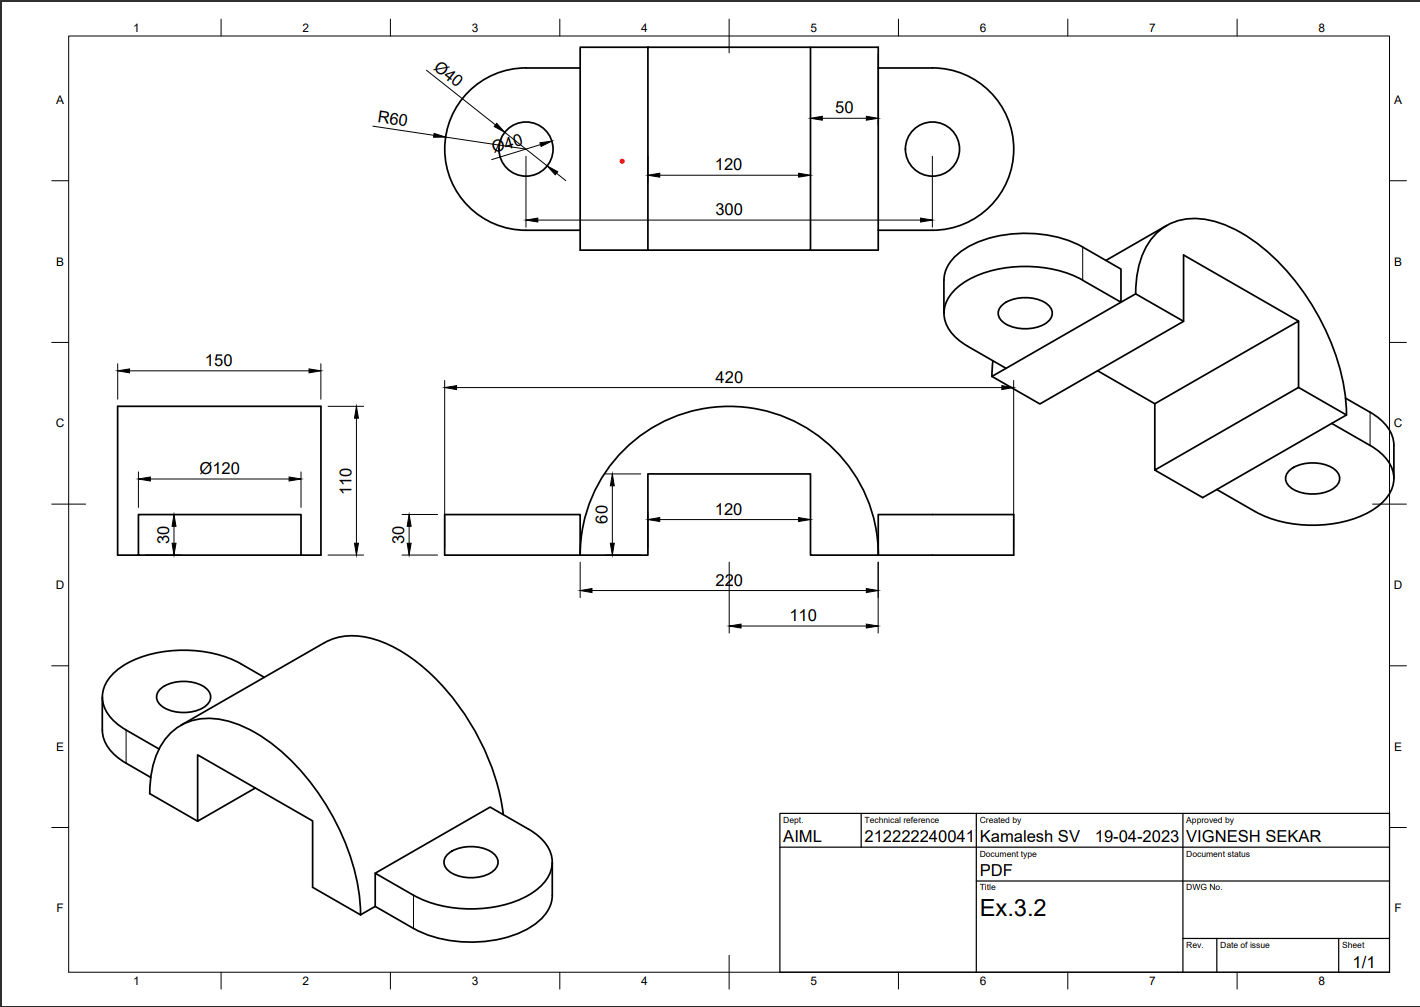 1 2 3 4 5 6 7 8
A A
Ø40
R60
Ø40
50
120
300
B B
150
420
C C
Ø120
110
30
30
60
120
D D
220
110
E E
Dept. Technical reference Created by Approved by
AIML 212222240041 Kamalesh SV 19-04-2023 VIGNESH SEKAR
Document type Document status
PDF
Title DWG No.
Ex.3.2
F F
Rev. Date of issue Sheet
1/1
1 2 3 4 5 6 7 8